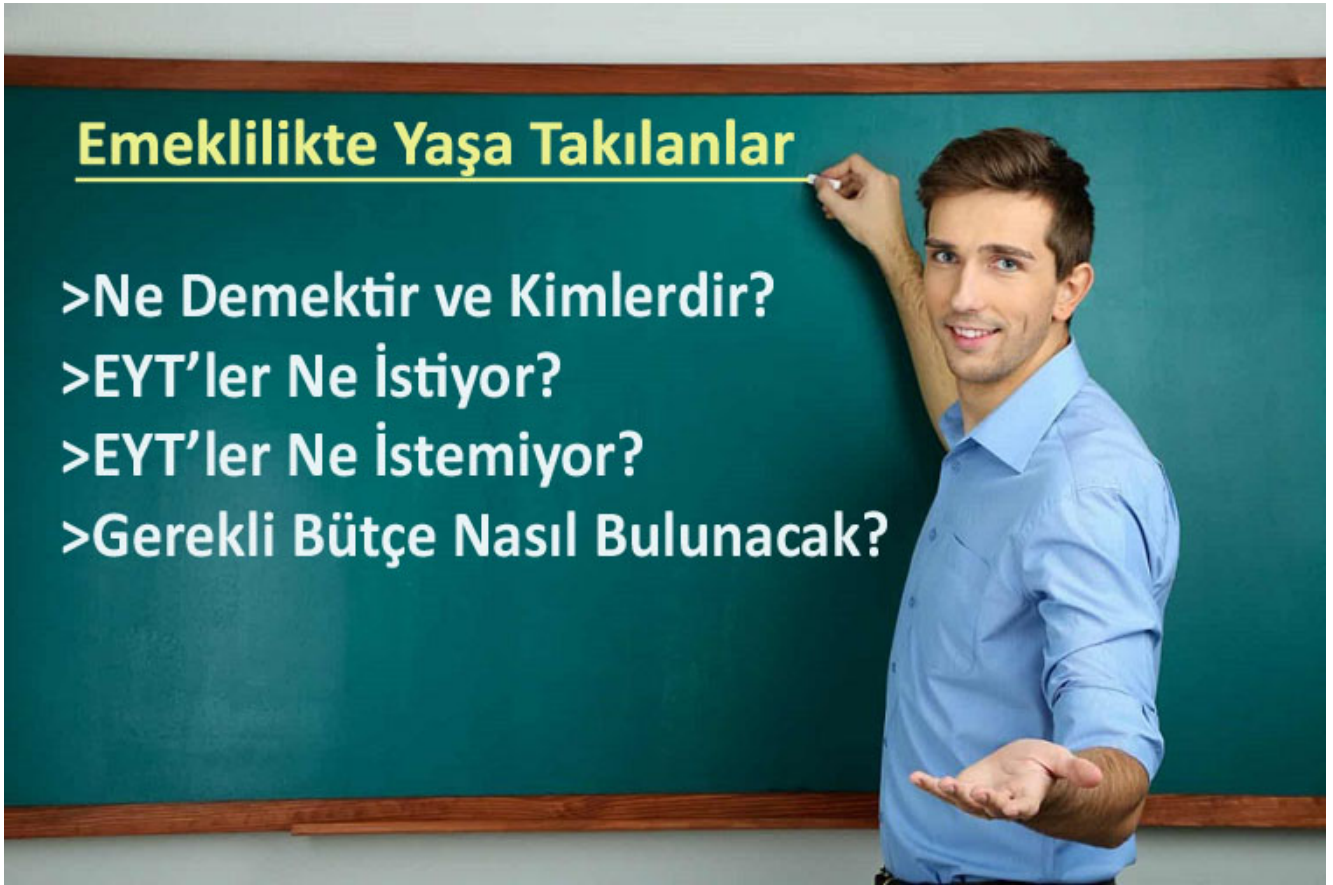 Emeklilikte Yaşa Takılanlar
>Ne Demektir ve Kimlerdir?
>EYT’ler Ne İstiyor?
>EYT’ler Ne İstemiyor?
>Gerekli Bütçe Nasıl Bulunacak?